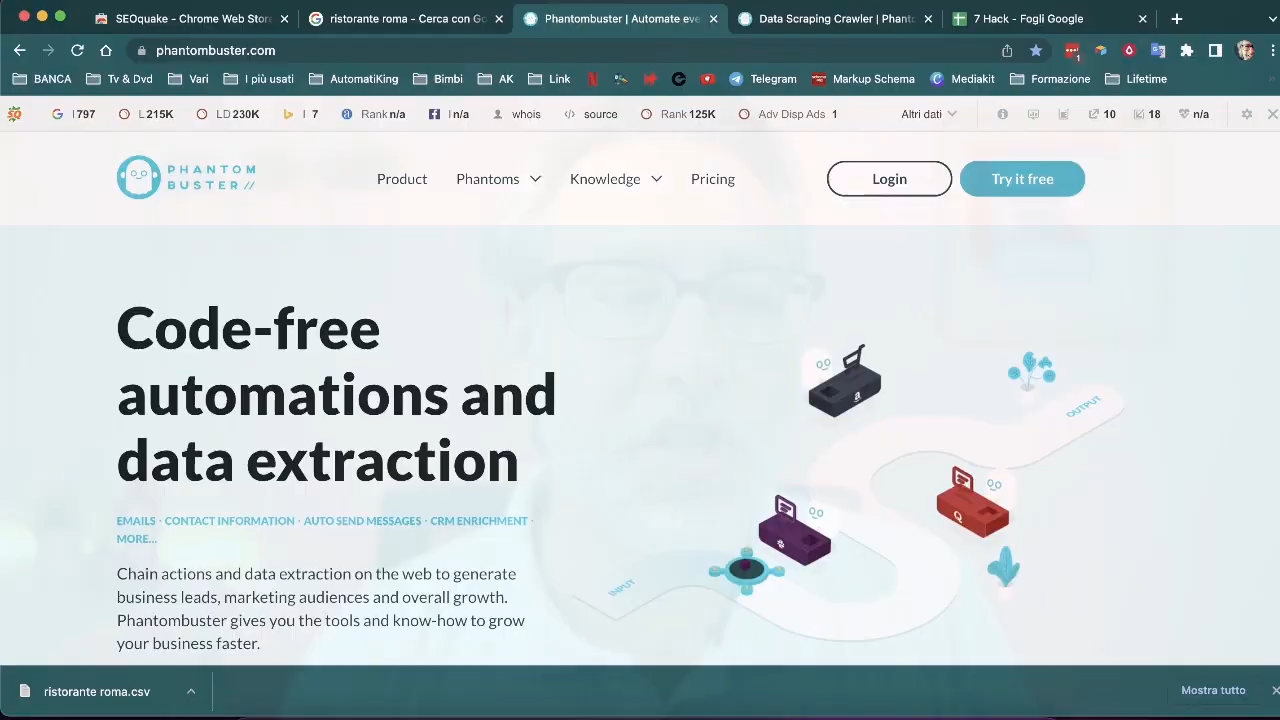 SEOquake - Chrome Web Store
ristorante roma - Cerca con Go
Phantombuster | Automate eve
Data Scraping Crawler | Phanto
7 Hack - Fogli Google
phantombuster.com
BANCA
Tv & Dvd
Vari
I più usati
AutomatiKing
Bimbi
AK
Link
Telegram
Markup Schema
Mediakit
Formazione
Lifetime
I 797
L 215K
LD 230K
I 7
Rank n/a
I n/a
whois
source
Rank 125K
Adv Disp Ads 1
Altri dati
10
18
n/a
PHANTOM
BUSTER //
Product
Phantoms
Knowledge
Pricing
Login
Try it free
Code-free
automations and
data extraction
EMAILS · CONTACT INFORMATION · AUTO SEND MESSAGES · CRM ENRICHMENT ·
MORE...
Chain actions and data extraction on the web to generate
business leads, marketing audiences and overall growth.
Phantombuster gives you the tools and know-how to grow
your business faster.
OUTPUT
INPUT
ristorante roma.csv
Mostra tutto